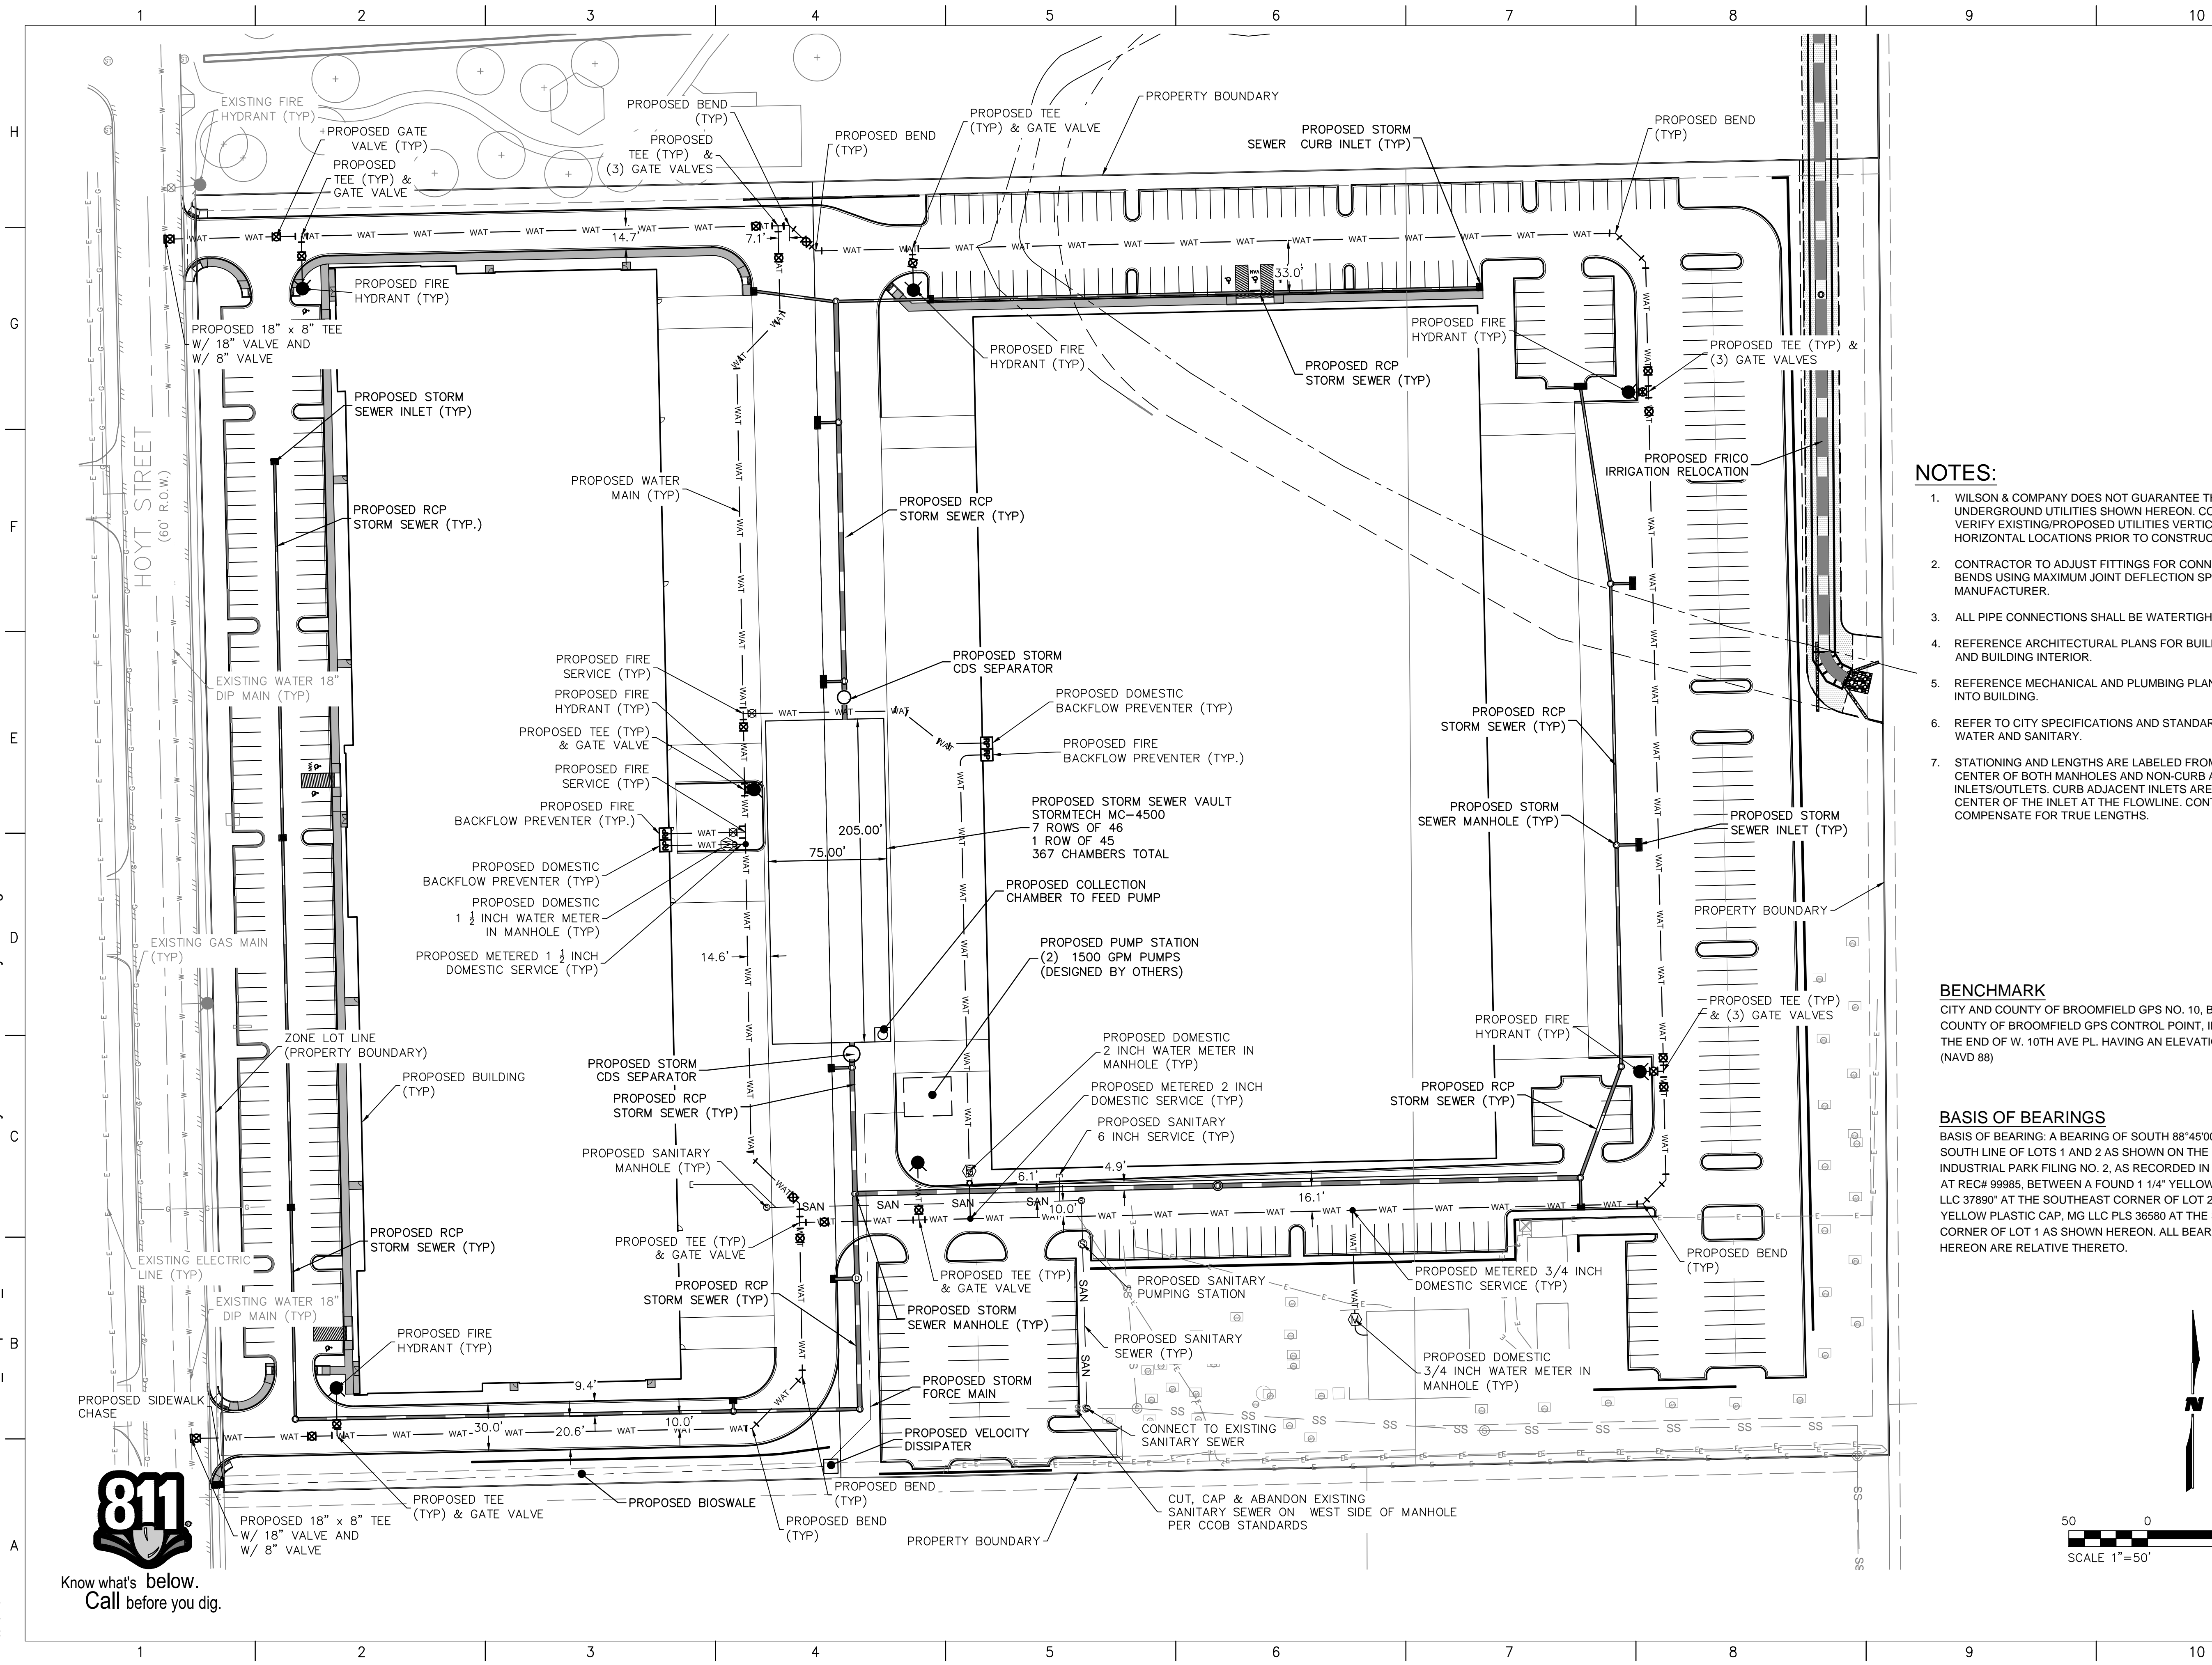 1 2 3 4 5 6 7 8 9 10
H
G
F
E
D
C
B
A
EXISTING FIRE
HYDRANT (TYP)
PROPOSED GATE
VALVE (TYP)
PROPOSED
TEE (TYP) &
GATE VALVE
PROPOSED BEND
(TYP)
PROPOSED
TEE (TYP) &
(3) GATE VALVES
PROPOSED BEND
(TYP)
PROPOSED TEE
(TYP) & GATE VALVE
PROPERTY BOUNDARY
PROPOSED STORM
SEWER CURB INLET (TYP)
PROPOSED BEND
(TYP)
14.7'
7.1'
33.0'
PROPOSED FIRE
HYDRANT (TYP)
PROPOSED 18" x 8" TEE
W/ 18" VALVE AND
W/ 8" VALVE
PROPOSED FIRE
HYDRANT (TYP)
PROPOSED RCP
STORM SEWER (TYP)
PROPOSED FIRE
HYDRANT (TYP)
PROPOSED TEE (TYP) &
(3) GATE VALVES
PROPOSED STORM
SEWER INLET (TYP)
HOYT STREET
(60' R.O.W.)
PROPOSED WATER
MAIN (TYP)
PROPOSED RCP
STORM SEWER (TYP.)
PROPOSED RCP
STORM SEWER (TYP)
PROPOSED FRICO
IRRIGATION RELOCATION
EXISTING WATER 18"
DIP MAIN (TYP)
PROPOSED FIRE
SERVICE (TYP)
PROPOSED FIRE
HYDRANT (TYP)
PROPOSED TEE (TYP)
& GATE VALVE
PROPOSED FIRE
SERVICE (TYP)
PROPOSED FIRE
BACKFLOW PREVENTER (TYP.)
PROPOSED DOMESTIC
BACKFLOW PREVENTER (TYP)
PROPOSED DOMESTIC
1 ½ INCH WATER METER
IN MANHOLE (TYP)
PROPOSED METERED 1 ½ INCH
DOMESTIC SERVICE (TYP)
PROPOSED STORM
CDS SEPARATOR
PROPOSED DOMESTIC
BACKFLOW PREVENTER (TYP)
PROPOSED FIRE
BACKFLOW PREVENTER (TYP.)
PROPOSED STORM SEWER VAULT
STORMTECH MC-4500
7 ROWS OF 46
1 ROW OF 45
367 CHAMBERS TOTAL
205.00'
75.00'
14.6'
PROPOSED COLLECTION
CHAMBER TO FEED PUMP
PROPOSED PUMP STATION
(2) 1500 GPM PUMPS
(DESIGNED BY OTHERS)
PROPOSED RCP
STORM SEWER (TYP)
PROPOSED STORM
SEWER MANHOLE (TYP)
PROPOSED STORM
SEWER INLET (TYP)
PROPERTY BOUNDARY
EXISTING GAS MAIN
(TYP)
ZONE LOT LINE
(PROPERTY BOUNDARY)
PROPOSED BUILDING
(TYP)
PROPOSED STORM
CDS SEPARATOR
PROPOSED RCP
STORM SEWER (TYP)
PROPOSED SANITARY
MANHOLE (TYP)
PROPOSED DOMESTIC
2 INCH WATER METER IN
MANHOLE (TYP)
PROPOSED METERED 2 INCH
DOMESTIC SERVICE (TYP)
PROPOSED SANITARY
6 INCH SERVICE (TYP)
PROPOSED FIRE
HYDRANT (TYP)
PROPOSED TEE (TYP)
& (3) GATE VALVES
PROPOSED RCP
STORM SEWER (TYP)
6.1'
4.9'
10.0'
16.1'
PROPOSED RCP
STORM SEWER (TYP)
PROPOSED TEE (TYP)
& GATE VALVE
PROPOSED RCP
STORM SEWER (TYP)
PROPOSED TEE (TYP)
& GATE VALVE
PROPOSED STORM
SEWER MANHOLE (TYP)
PROPOSED SANITARY
PUMPING STATION
PROPOSED SANITARY
SEWER (TYP)
PROPOSED METERED 3/4 INCH
DOMESTIC SERVICE (TYP)
PROPOSED BEND
(TYP)
PROPOSED DOMESTIC
3/4 INCH WATER METER IN
MANHOLE (TYP)
EXISTING ELECTRIC
LINE (TYP)
EXISTING WATER 18"
DIP MAIN (TYP)
PROPOSED FIRE
HYDRANT (TYP)
PROPOSED SIDEWALK
CHASE
9.4'
30.0'
20.6'
10.0'
PROPOSED STORM
FORCE MAIN
PROPOSED VELOCITY
DISSIPATER
CONNECT TO EXISTING
SANITARY SEWER
PROPOSED 18" x 8" TEE
W/ 18" VALVE AND
W/ 8" VALVE
PROPOSED TEE
(TYP) & GATE VALVE
PROPOSED BIOSWALE
PROPOSED BEND
(TYP)
PROPOSED BEND
(TYP)
PROPERTY BOUNDARY
CUT, CAP & ABANDON EXISTING
SANITARY SEWER ON WEST SIDE OF MANHOLE
PER CCOB STANDARDS
811
Know what's below.
Call before you dig.
NOTES:
1. WILSON & COMPANY DOES NOT GUARANTEE
UNDERGROUND UTILITIES SHOWN HEREON.
VERIFY EXISTING/PROPOSED UTILITIES
HORIZONTAL LOCATIONS PRIOR TO
2. CONTRACTOR TO ADJUST FITTINGS FOR
BENDS USING MAXIMUM JOINT DEFLECTION
MANUFACTURER.
3. ALL PIPE CONNECTIONS SHALL BE
4. REFERENCE ARCHITECTURAL PLANS FOR
AND BUILDING INTERIOR.
5. REFERENCE MECHANICAL AND PLUMBING
INTO BUILDING.
6. REFER TO CITY SPECIFICATIONS AND
WATER AND SANITARY.
7. STATIONING AND LENGTHS ARE LABELED
CENTER OF BOTH MANHOLES AND NON-CURB
INLETS/OUTLETS. CURB ADJACENT INLETS ARE
CENTER OF THE INLET AT THE FLOWLINE.
COMPENSATE FOR TRUE LENGTHS.
BENCHMARK
CITY AND COUNTY OF BROOMFIELD GPS NO. 10,
COUNTY OF BROOMFIELD GPS CONTROL POINT,
THE END OF W. 10TH AVE PL. HAVING AN
(NAVD 88)
BASIS OF BEARINGS
BASIS OF BEARING: A BEARING OF SOUTH
SOUTH LINE OF LOTS 1 AND 2 AS SHOWN ON THE
INDUSTRIAL PARK FILING NO. 2, AS RECORDED IN
AT REC# 99985, BETWEEN A FOUND 1 1/4" YELLOW
LLC 37890" AT THE SOUTHEAST CORNER OF LOT 2
YELLOW PLASTIC CAP, MG LLC PLS 36580 AT THE
CORNER OF LOT 1 AS SHOWN HEREON. ALL
HEREON ARE RELATIVE THERETO.
N
50 0
SCALE 1"=50'
1 2 3 4 5 6 7 8 9 10